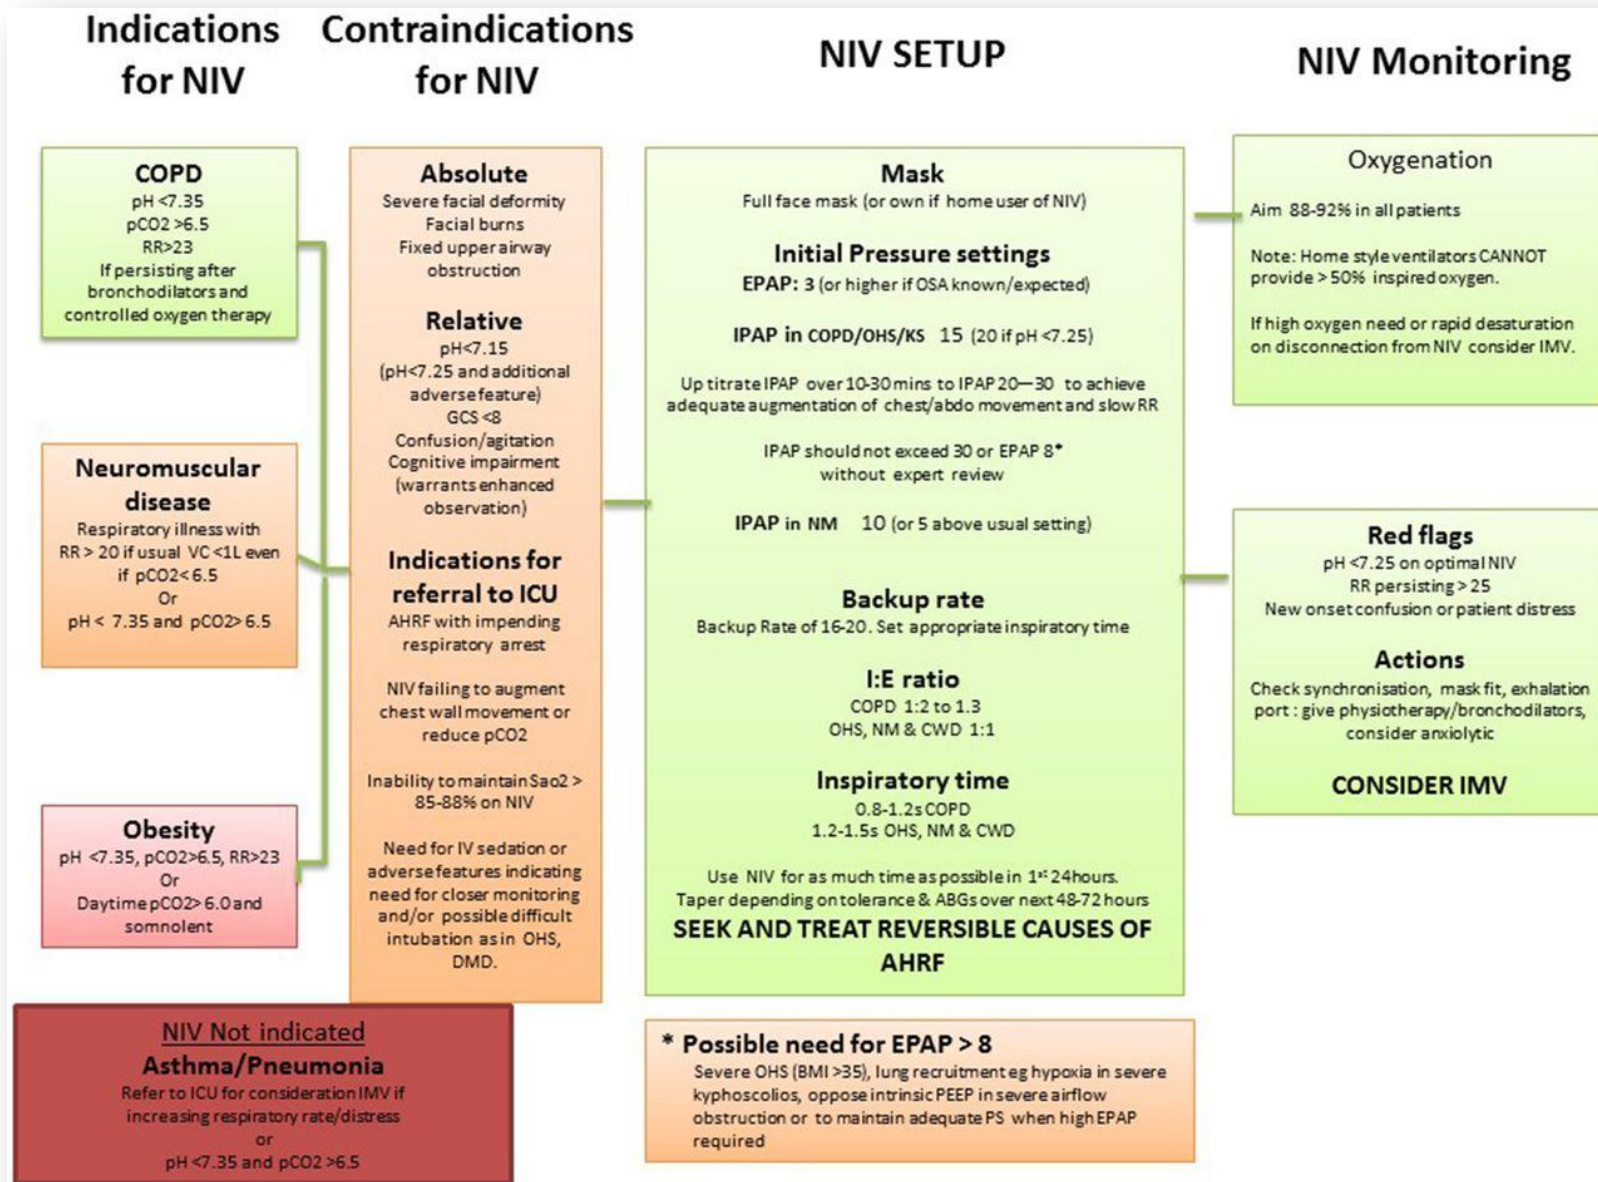 Indications
for NIV
COPD
pH <7.35
pCO2 >6.5
RR>23
If persisting after
bronchodilators and
controlled oxygen therapy
Neuromuscular
disease
Respiratory illness with
RR > 20 if usual VC <1L even
if pCO2< 6.5
Or
pH < 7.35 and pCO2> 6.5
Obesity
pH <7.35, pCO2>6.5, RR>23
Or
Daytime pCO2> 6.0 and
somnolent
NIV Not indicated
Asthma/Pneumonia
Refer to ICU for consideration IMV if
increasing respiratory rate/distress
or
pH <7.35 and pCO2 >6.5
Contraindications
for NIV
Absolute
Severe facial deformity
Facial burns
Fixed upper airway
obstruction
Relative
pH<7.15
(pH<7.25 and additional
adverse feature)
GCS <8
Confusion/agitation
Cognitive impairment
(warrants enhanced
observation)
Indications for
referral to ICU
AHRF with impending
respiratory arrest
NIV failing to augment
chest wall movement or
reduce pCO2
Inability to maintain Sao2 >
85-88% on NIV
Need for IV sedation or
adverse features indicating
need for closer monitoring
and/or possible difficult
intubation as in OHS,
DMD.
NIV SETUP
Mask
Full face mask (or own if home user of NIV)
Initial Pressure settings
EPAP: 3 (or higher if OSA known/expected)
IPAP in COPD/OHS/KS 15 (20 if pH <7.25)
Up titrate IPAP over 10-30 mins to IPAP 20—30 to achieve
adequate augmentation of chest/abdo movement and slow RR
IPAP should not exceed 30 or EPAP 8*
without expert review
IPAP in NM 10 (or 5 above usual setting)
Backup rate
Backup Rate of 16-20. Set appropriate inspiratory time
I:E ratio
COPD 1:2 to 1.3
OHS, NM & CWD 1:1
Inspiratory time
0.8-1.2s COPD
1.2-1.5s OHS, NM & CWD
Use NIV for as much time as possible in 1st 24hours.
Taper depending on tolerance & ABGs over next 48-72 hours
SEEK AND TREAT REVERSIBLE CAUSES OF
AHRF
* Possible need for EPAP > 8
Severe OHS (BMI >35), lung recruitment eg hypoxia in severe
kyphoscolios, oppose intrinsic PEEP in severe airflow
obstruction or to maintain adequate PS when high EPAP
required
NIV Monitoring
Oxygenation
Aim 88-92% in all patients
Note: Home style ventilators CANNOT
provide > 50% inspired oxygen.
If high oxygen need or rapid desaturation
on disconnection from NIV consider IMV.
Red flags
pH <7.25 on optimal NIV
RR persisting > 25
New onset confusion or patient distress
Actions
Check synchronisation, mask fit, exhalation
port : give physiotherapy/bronchodilators,
consider anxiolytic
CONSIDER IMV